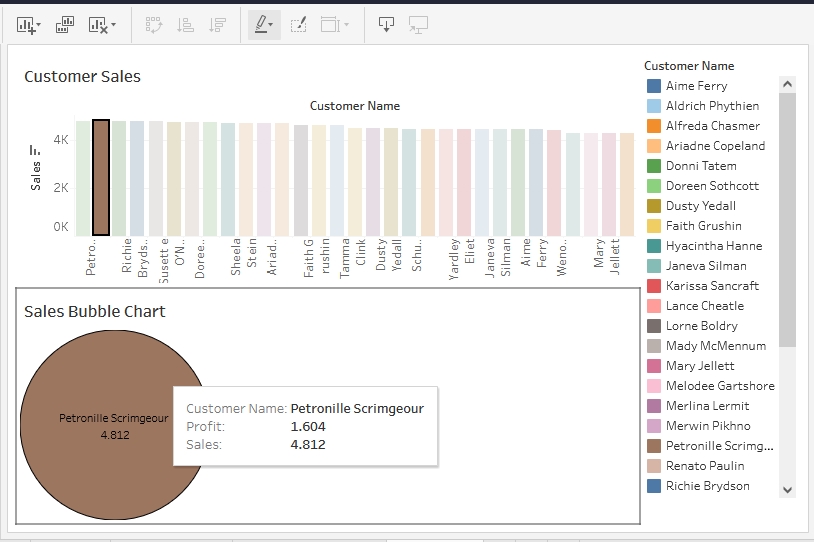 Customer Sales
Customer Name
Sales
4K
2K
0K
Petro..
Richie
Bryds..
Susett e
O'N..
Doree..
Sheela
Stein
Ariad..
Faith G
rushin
Tamma
Clink
Dusty
Yedall
Schu..
Yardley
Eliet
Janeva
Silman
Aime
Ferry
Weno..
Mary
Jellett
Sales Bubble Chart
Petronille Scrimgeour
4.812
Customer Name: Petronille Scrimgeour
Profit: 1.604
Sales: 4.812
Customer Name
Aime Ferry
Aldrich Phythien
Alfreda Chasmer
Ariadne Copeland
Donni Tatem
Doreen Sothcott
Dusty Yedall
Faith Grushin
Hyacintha Hanne
Janeva Silman
Karissa Sancraft
Lance Cheatle
Lorne Boldry
Mady McMennum
Mary Jellett
Melodee Gartshore
Merlina Lermit
Merwin Pikhno
Petronille Scrimg...
Renato Paulin
Richie Brydson